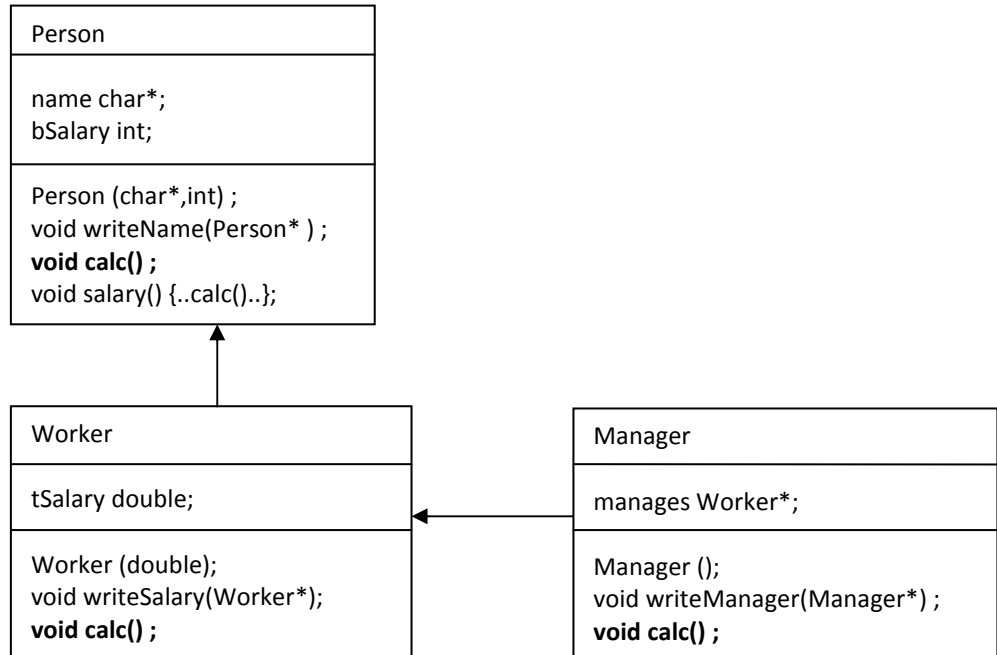 Person
name char*;
bSalary int;
Person (char*,int) ;
void writeName(Person* ) ;
void calc() ;
void salary() {..calc()..};
Worker
tSalary double;
Worker (double);
void writeSalary(Worker*);
void calc() ;
Manager
manages Worker*;
Manager ();
void writeManager(Manager*) ;
void calc() ;